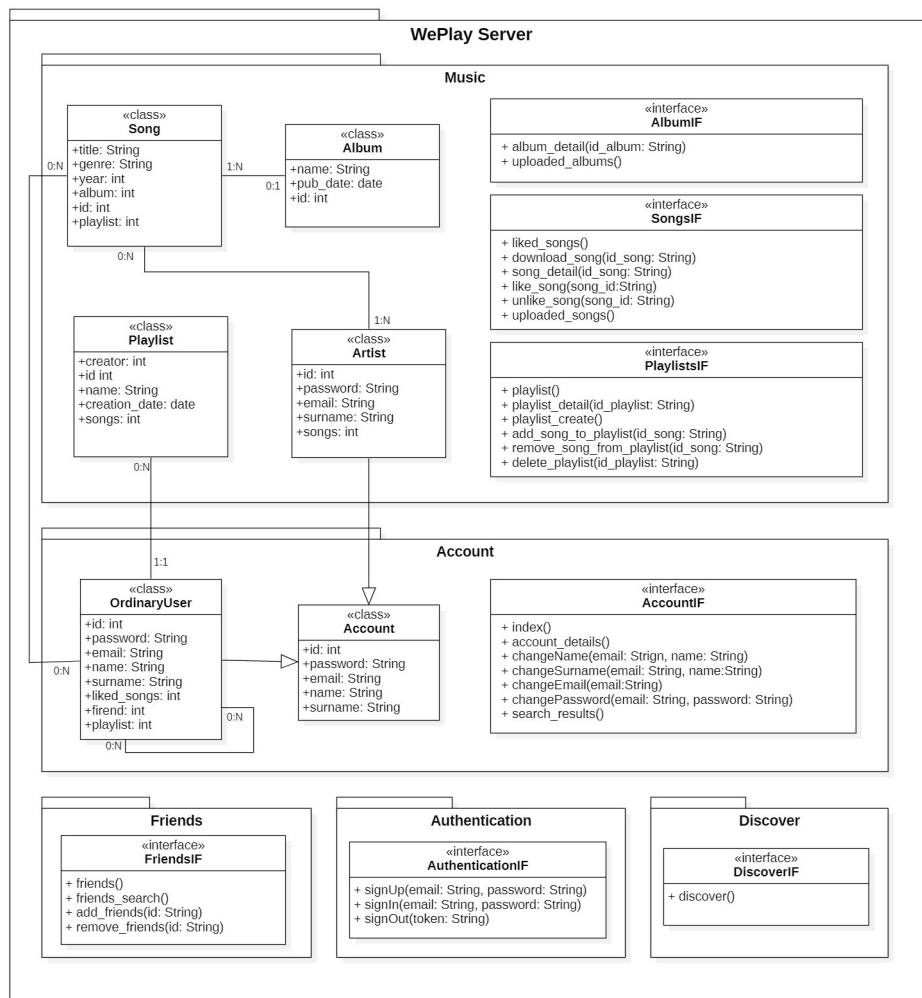 WePlay Server
Music
«class»
Song
+title: String
+genre: String
+year: int
+album: int
+id: int
+playlist: int
0:N
1:N
0:1
0:N
«class»
Album
+name: String
+pub_date: date
+id: int
«interface»
AlbumIF
+ album_detail(id_album: String)
+ uploaded_albums()
«interface»
SongsIF
+ liked_songs()
+ download_song(id_song: String)
+ song_detail(id_song: String)
+ like_song(song_id:String)
+ unlike_song(song_id: String)
+ uploaded_songs()
«class»
Playlist
+creator: int
+id int
+name: String
+creation_date: date
+songs: int
0:N
1:N
«class»
Artist
+id: int
+password: String
+email: String
+surname: String
+songs: int
«interface»
PlaylistsIF
+ playlist()
+ playlist_detail(id_playlist: String)
+ playlist_create()
+ add_song_to_playlist(id_song: String)
+ remove_song_from_playlist(id_song: String)
+ delete_playlist(id_playlist: String)
Account
1:1
«class»
OrdinaryUser
+id: int
+password: String
+email: String
+name: String
+surname: String
+liked_songs: int
+firend: int
+playlist: int
0:N
0:N
0:N
«class»
Account
+id: int
+password: String
+email: String
+name: String
+surname: String
«interface»
AccountIF
+ index()
+ account_details()
+ changeName(email: Strign, name: String)
+ changeSurname(email: String, name:String)
+ changeEmail(email:String)
+ changePassword(email: String, password: String)
+ search_results()
Friends
«interface»
FriendsIF
+ friends()
+ friends_search()
+ add_friends(id: String)
+ remove_friends(id: String)
Authentication
«interface»
AuthenticationIF
+ signUp(email: String, password: String)
+ signIn(email: String, password: String)
+ signOut(token: String)
Discover
«interface»
DiscoverIF
+ discover()